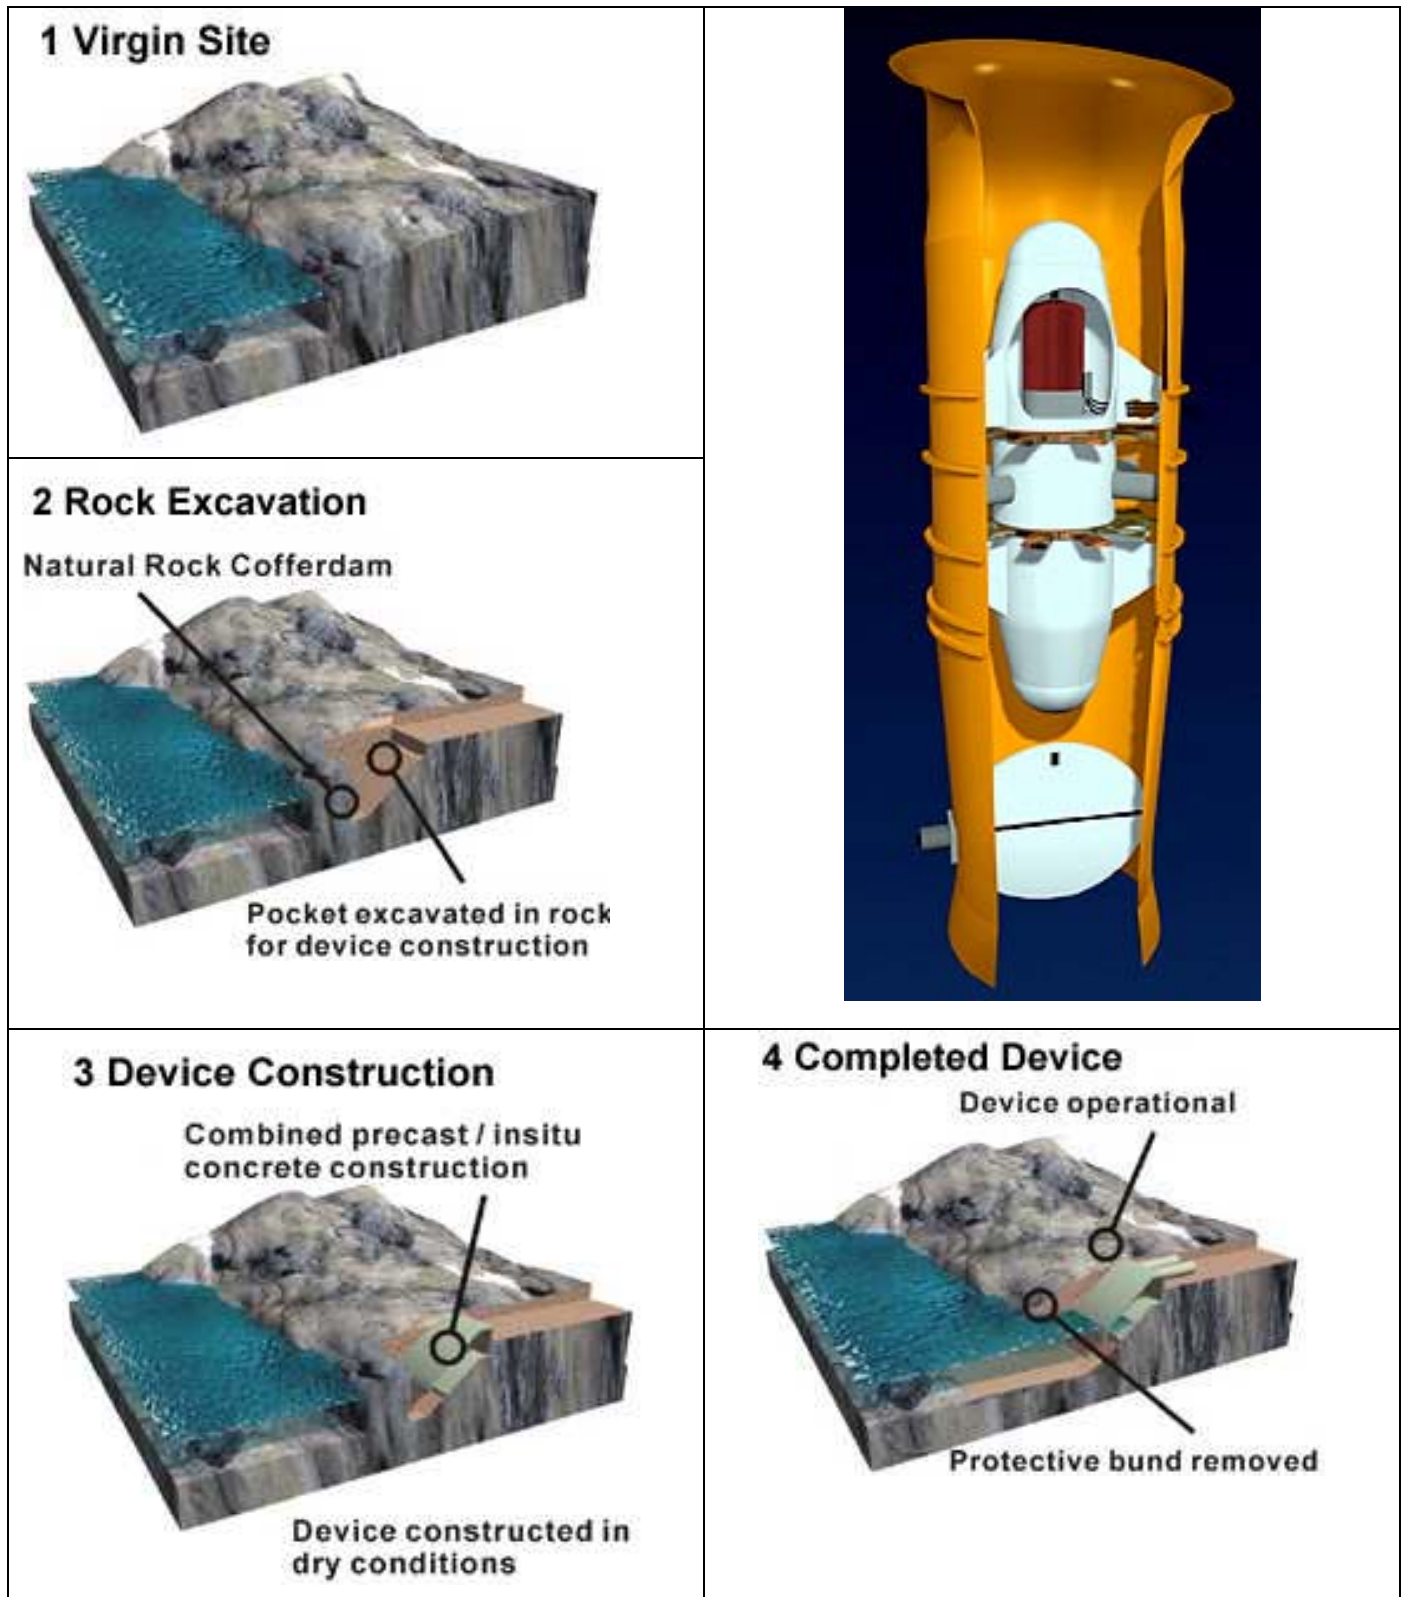 1 Virgin Site
2 Rock Excavation
Natural Rock Cofferdam
Pocket excavated in rock
for device construction
3 Device Construction
Combined precast / insitu
concrete construction
Device constructed in
dry conditions
4 Completed Device
Device operational
Protective bund removed